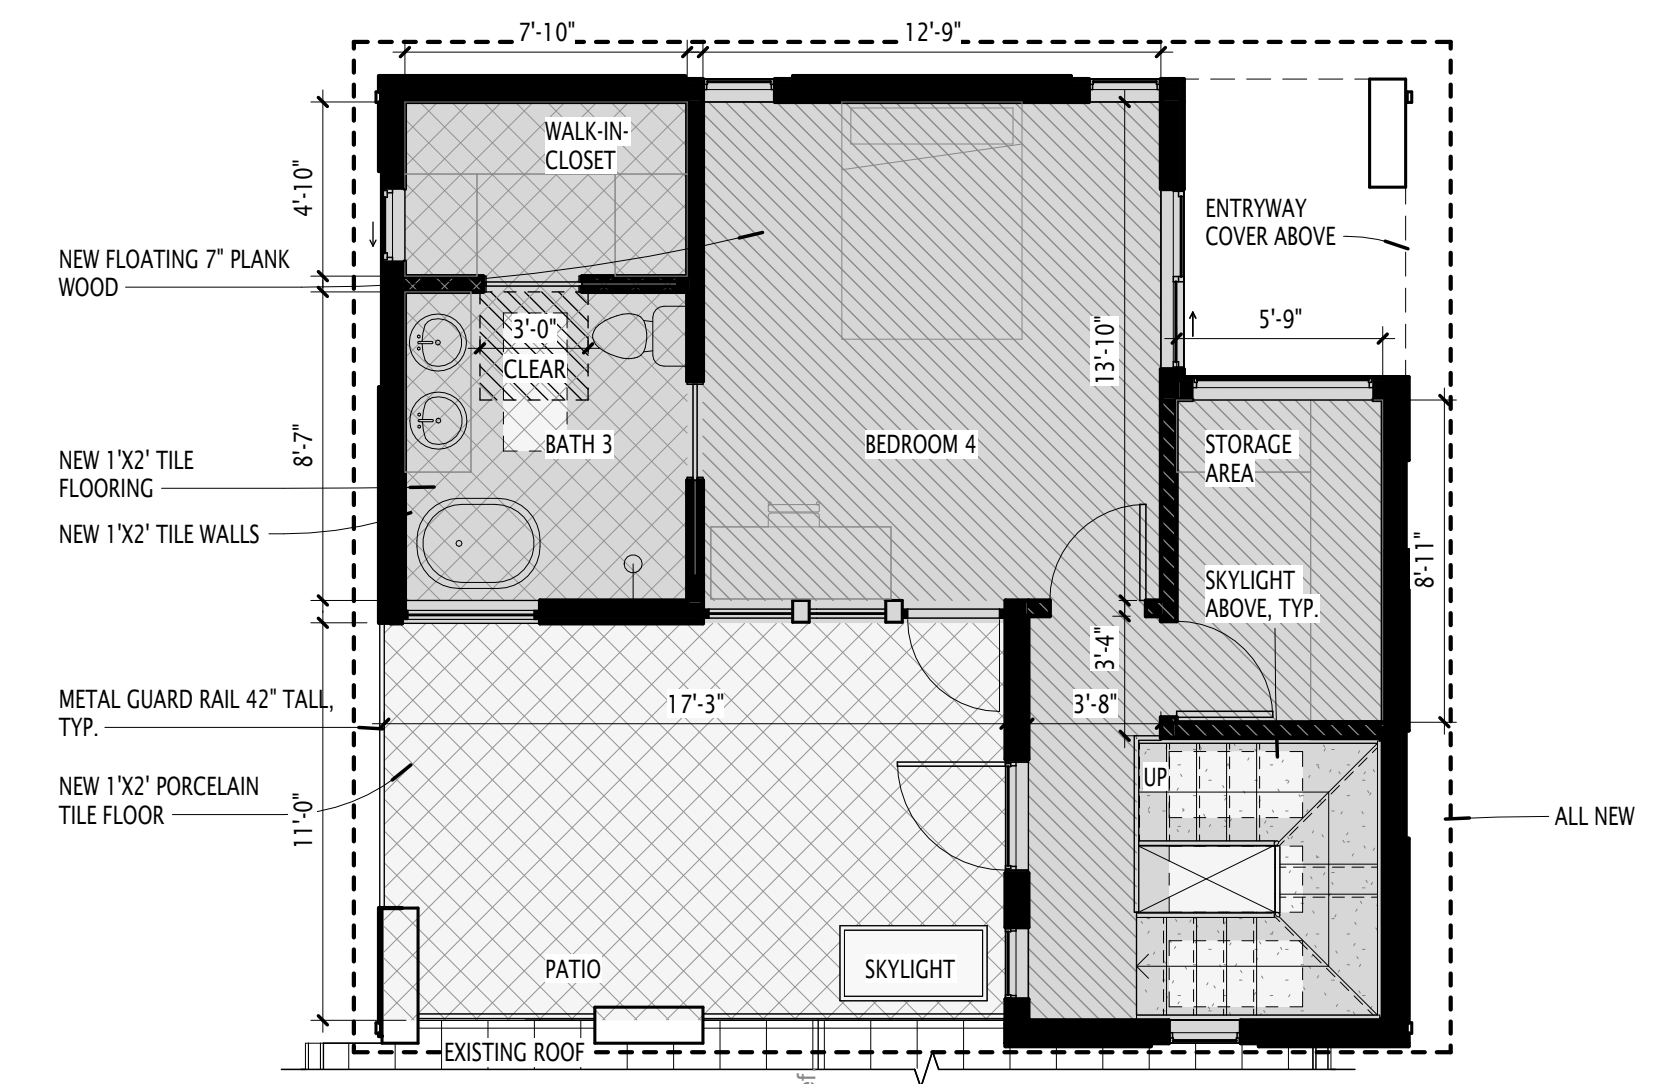 7'-10"
12'-9"
WALK-IN-
CLOSET
4'-10"
ENTRYWAY
COVER ABOVE
NEW FLOATING 7" PLANK
WOOD
5'-9"
3'-0"
CLEAR
13'-10"
8'-7"
BATH 3
BEDROOM 4
STORAGE
AREA
NEW 1'X2' TILE
FLOORING
NEW 1'X2' TILE WALLS
8'-11"
SKYLIGHT
ABOVE, TYP.
3'-4"
METAL GUARD RAIL 42" TALL,
TYP.
17'-3"
3'-8"
NEW 1'X2' PORCELAIN
TILE FLOOR
11'-0"
UP
ALL NEW
PATIO
SKYLIGHT
EXISTING ROOF